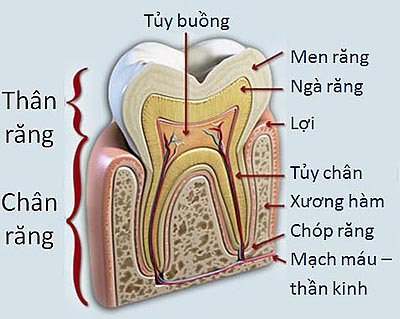 Tủy buồng
Men răng
Ngà răng
Thân
răng
Lợi
Tủy chân
Chân
răng
Xương hàm
Chóp răng
Mạch máu –
thần kinh